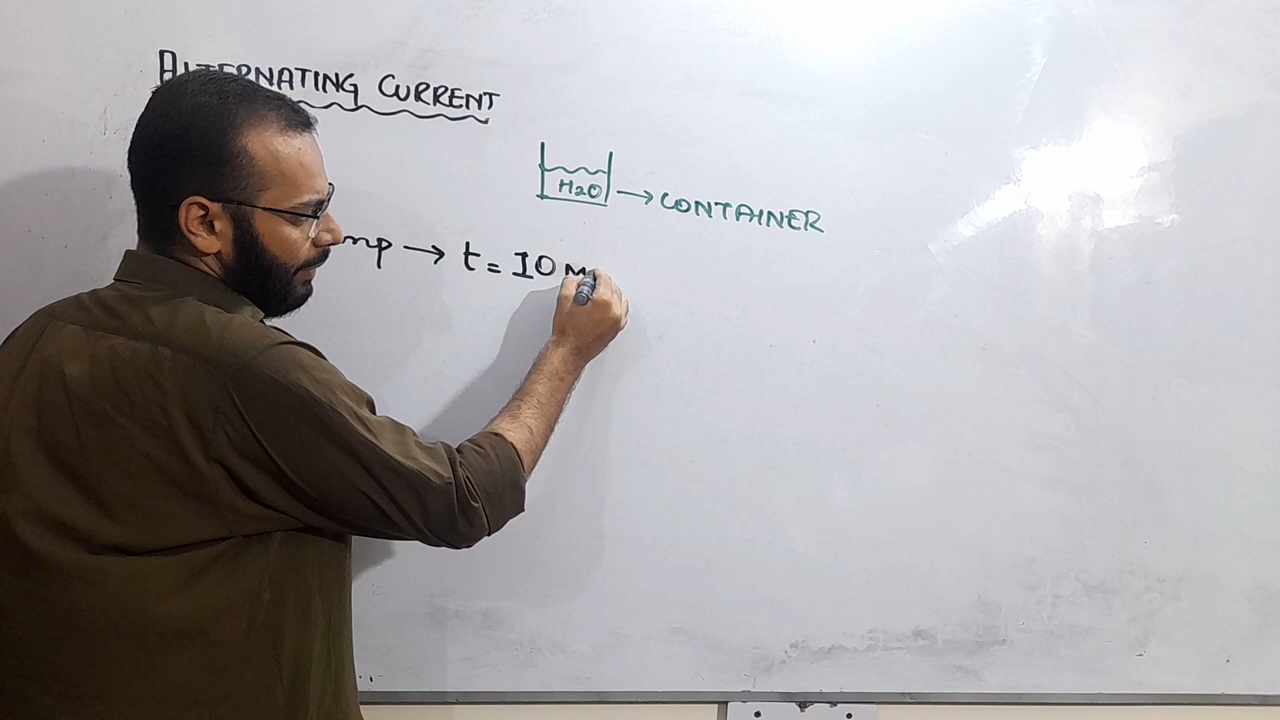 ALTERNATING CURRENT
H2O → CONTAINER
mp → t = 10 m